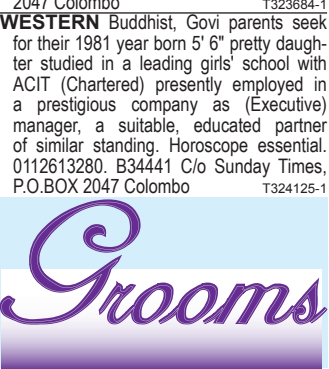 2047 Colombo T323684-1
WESTERN Buddhist, Govi parents seek
for their 1981 year born 5' 6" pretty daugh-
ter studied in a leading girls' school with
ACIT (Chartered) presently employed in
a prestigious company as (Executive)
manager, a suitable, educated partner
of similar standing. Horoscope essential.
0112613280. B34441 C/o Sunday Times,
P.O.BOX 2047 Colombo T324125-1
Grooms